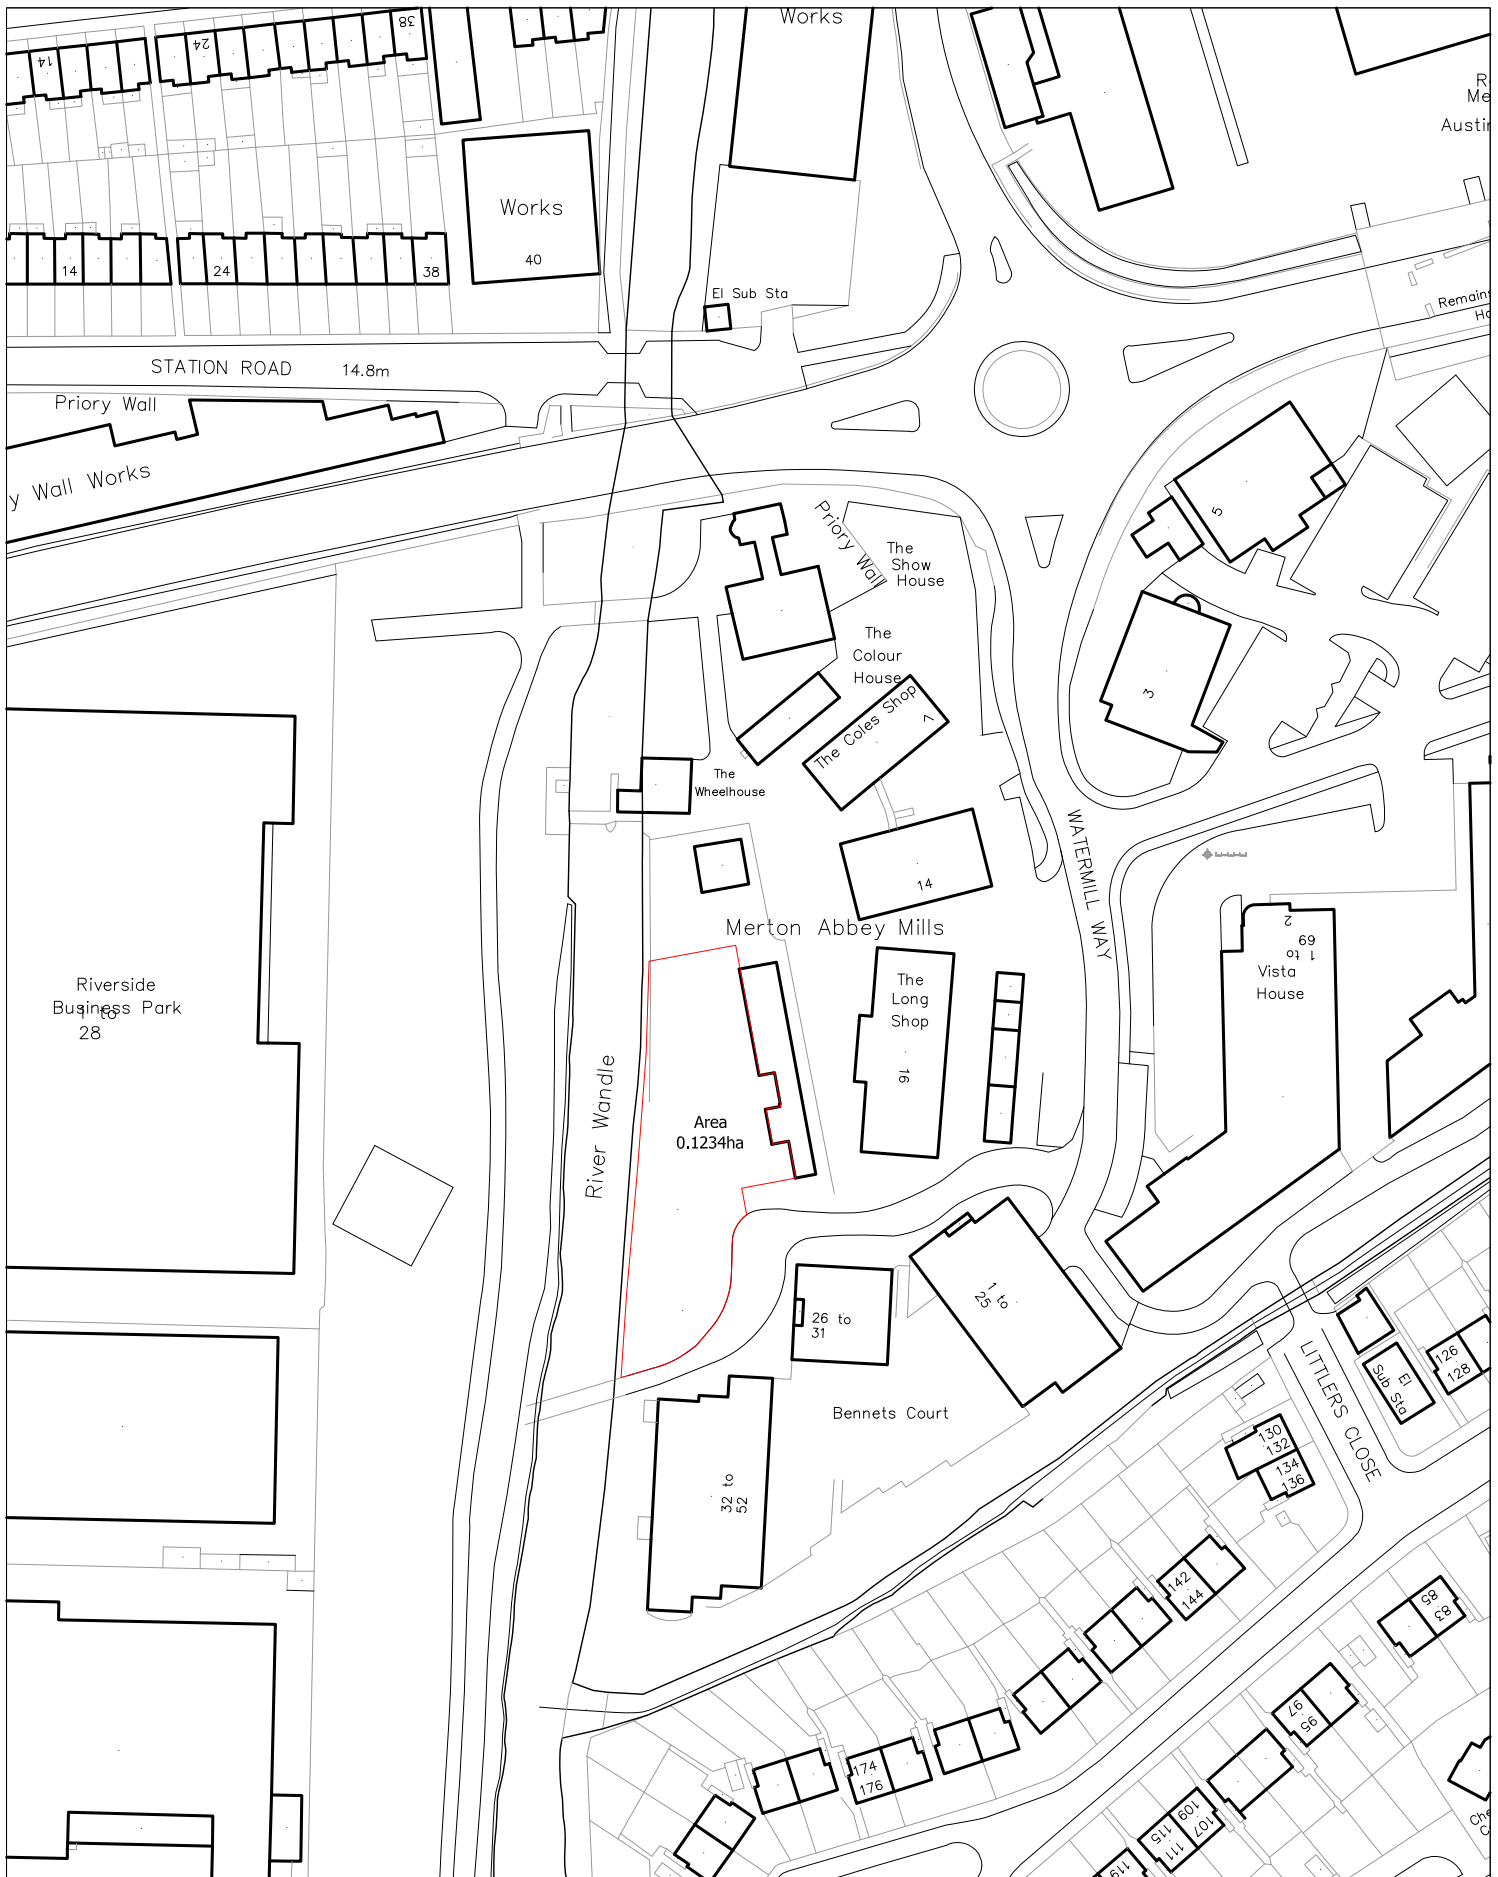 Works
38
24
14
R
Me
Austin
Works
40
14
24
38
El Sub Sta
Remains
Ho
STATION ROAD
14.8m
Priory Wall
y Wall Works
5
Priory Wall
The
Show
House
The
Colour
House
3
The Coles Shop
The
Wheelhouse
WATERMILL WAY
14
Merton Abbey Mills
2
1 to
69
Vista
House
The
Long
Shop
16
Riverside
Business Park
1 to
28
River Wandle
Area
0.1234ha
1 to
25
26 to
31
LITTLERS CLOSE
El
Sub Sta
126
128
Bennets Court
130
132
134
136
32 to
52
142
144
85
83
97
95
174
176
109
107
115
111
119
Che
C